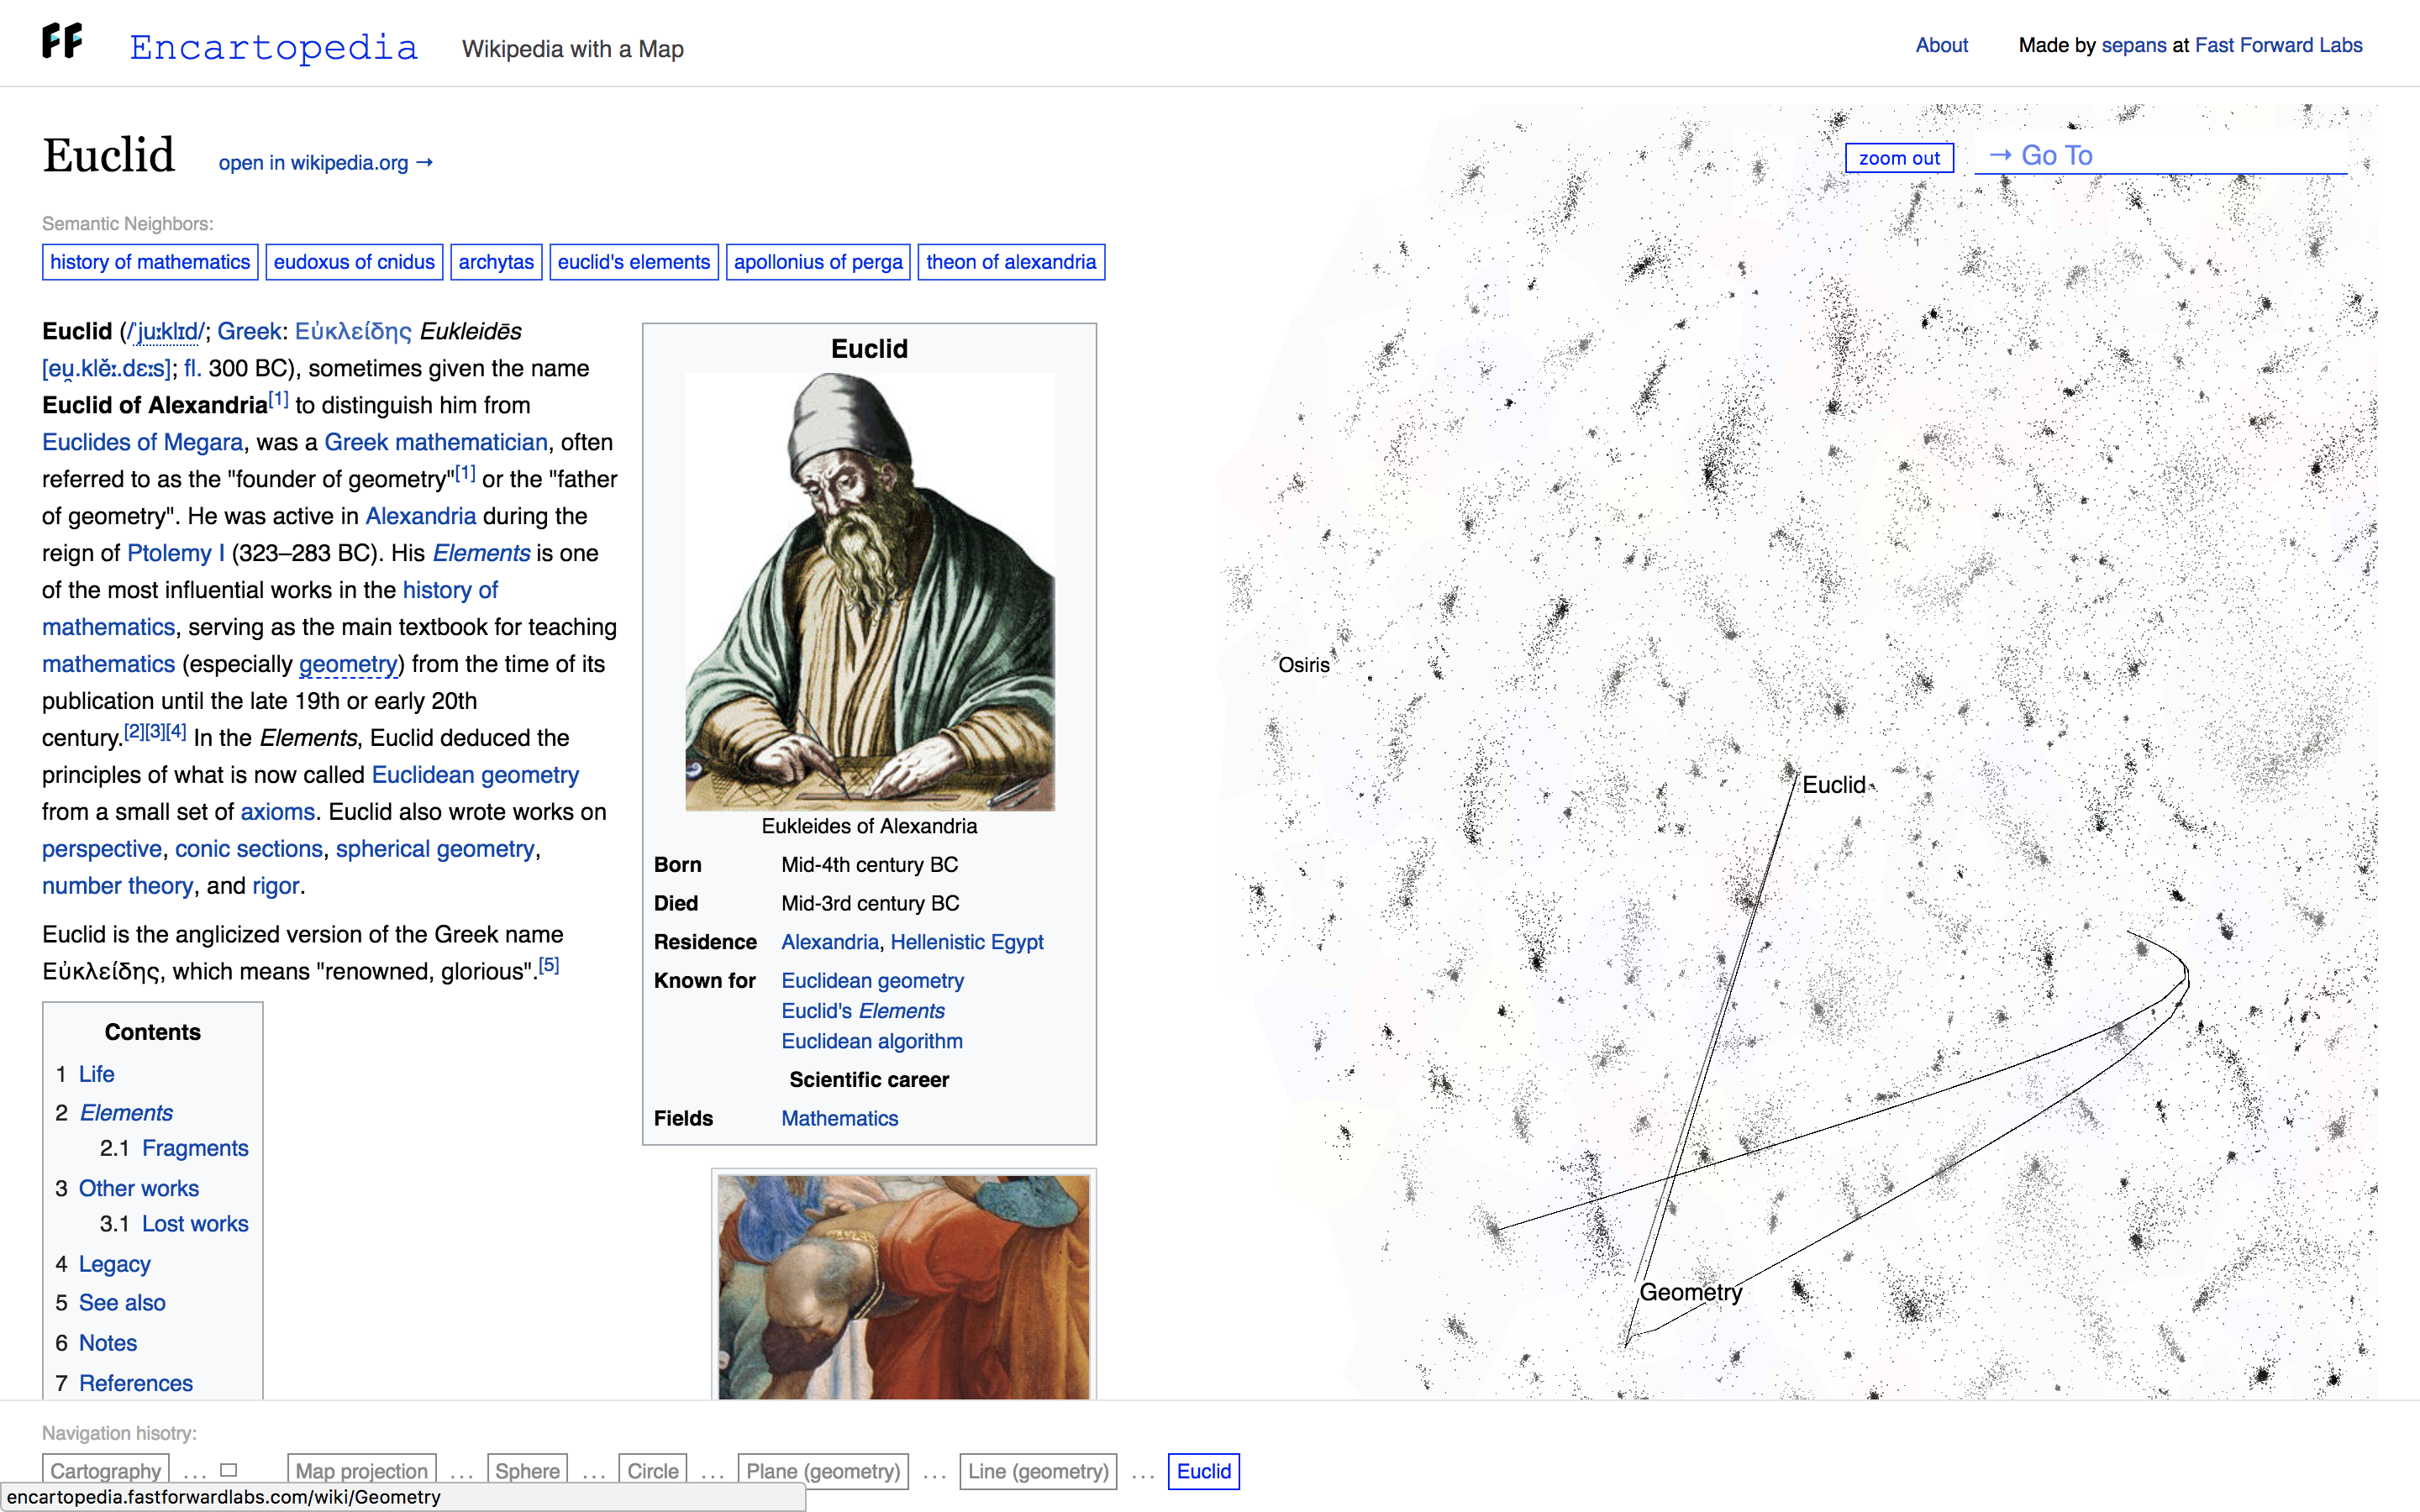 FF Encartopedia Wikipedia with a Map About Made by sepans at Fast Forward Labs
Euclid open in wikipedia.org →
zoom out → Go To
Semantic Neighbors:
history of mathematics eudoxus of cnidus archytas euclid's elements apollonius of perga theon of alexandria
Euclid (/ˈjuːklɪd/; Greek: Εὐκλείδης Eukleidēs
[eu̯.klěː.dɛːs]; fl. 300 BC), sometimes given the name
Euclid of Alexandria[1] to distinguish him from
Euclides of Megara, was a Greek mathematician, often
referred to as the "founder of geometry"[1] or the "father
of geometry". He was active in Alexandria during the
reign of Ptolemy I (323–283 BC). His Elements is one
of the most influential works in the history of
mathematics, serving as the main textbook for teaching
mathematics (especially geometry) from the time of its
publication until the late 19th or early 20th
century.[2][3][4] In the Elements, Euclid deduced the
principles of what is now called Euclidean geometry
from a small set of axioms. Euclid also wrote works on
perspective, conic sections, spherical geometry,
number theory, and rigor.
Euclid is the anglicized version of the Greek name
Εὐκλείδης, which means "renowned, glorious".[5]
Contents
1 Life
2 Elements
2.1 Fragments
3 Other works
3.1 Lost works
4 Legacy
5 See also
6 Notes
7 References
Euclid
Eukleides of Alexandria
Born Mid-4th century BC
Died Mid-3rd century BC
Residence Alexandria, Hellenistic Egypt
Known for Euclidean geometry
Euclid's Elements
Euclidean algorithm
Scientific career
Fields Mathematics
Osiris
Euclid
Geometry
Navigation hisotry:
Cartography ... Map projection ... Sphere ... Circle ... Plane (geometry) ... Line (geometry) ... Euclid
encartopedia.fastforwardlabs.com/wiki/Geometry